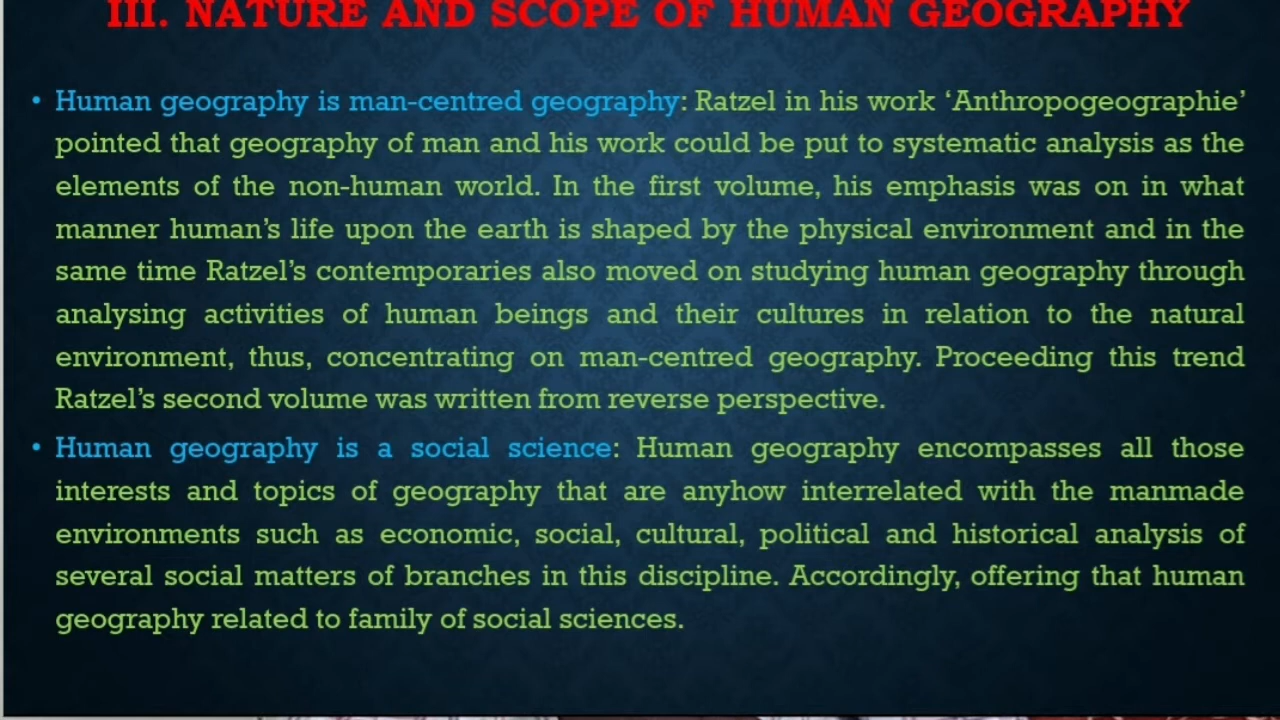 III. NATURE AND SCOPE OF HUMAN GEOGRAPHY
• Human geography is man-centred geography: Ratzel in his work ‘Anthropogeographie’
pointed that geography of man and his work could be put to systematic analysis as the
elements of the non-human world. In the first volume, his emphasis was on in what
manner human’s life upon the earth is shaped by the physical environment and in the
same time Ratzel’s contemporaries also moved on studying human geography through
analysing activities of human beings and their cultures in relation to the natural
environment, thus, concentrating on man-centred geography. Proceeding this trend
Ratzel’s second volume was written from reverse perspective.
• Human geography is a social science: Human geography encompasses all those
interests and topics of geography that are anyhow interrelated with the manmade
environments such as economic, social, cultural, political and historical analysis of
several social matters of branches in this discipline. Accordingly, offering that human
geography related to family of social sciences.